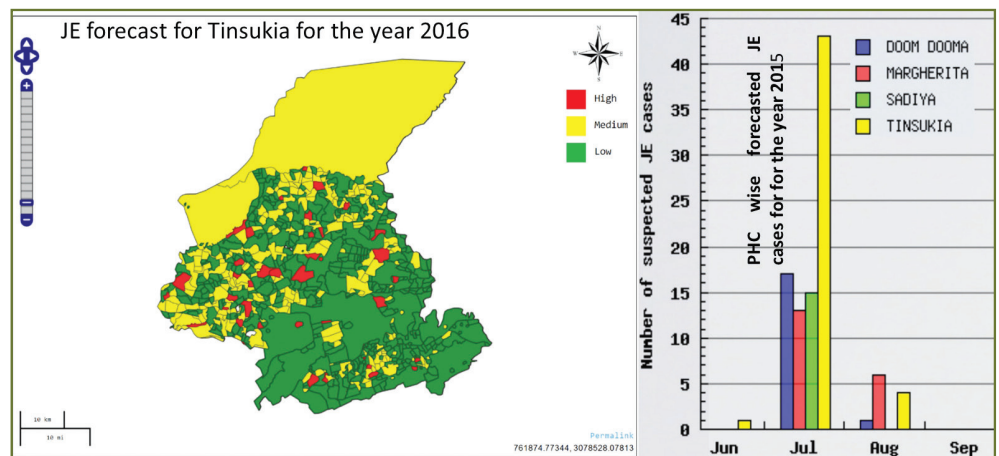 JE forecast for Tinsukia for the year 2016
High
Medium
Low
10 km
10 mi
Permalink
761874.77344, 3078528.07813
Number of suspected JE cases
45
40
35
30
25
20
15
10
5
0
PHC wise forecasted JE
cases for for the year 2015
DOOM DOOMA
MARGHERITA
SADIYA
TINSUKIA
Jun
Jul
Aug
Sep